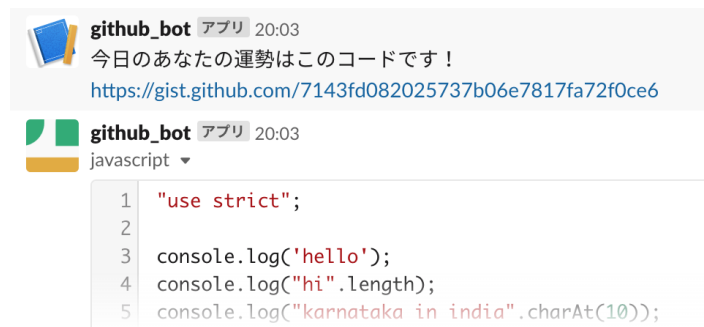 github_bot アプリ 20:03
今日のあなたの運勢はこのコードです！
https://gist.github.com/7143fd082025737b06e7817fa72f0ce6
github_bot アプリ 20:03
javascript
1 "use strict";
2
3 console.log('hello');
4 console.log("hi".length);
5 console.log("karnataka in india".charAt(10));